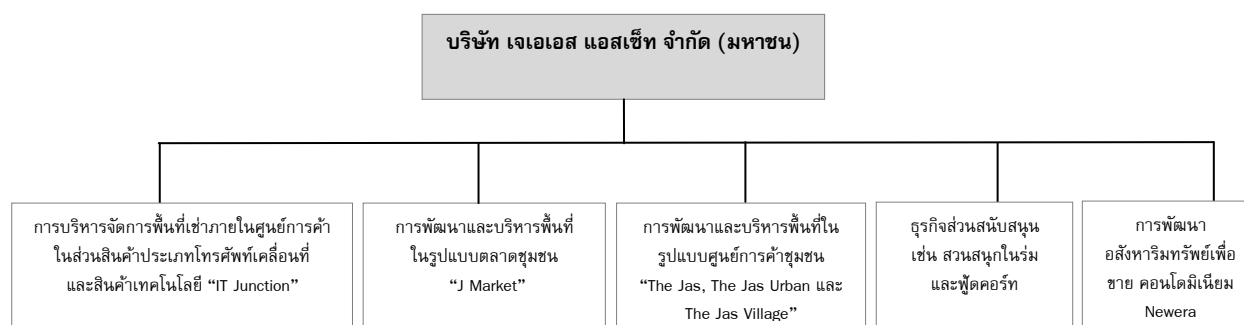 บริษัท เจเอเอส แอสเซ็ท จำกัด (มหาชน)
การบริหารจัดการพื้นที่เช่าภายในศูนย์การค้า
ในส่วนสินค้าประเภทโทรศัพท์เคลื่อนที่
และสินค้าเทคโนโลยี “IT Junction”
การพัฒนาและบริหารพื้นที่
ในรูปแบบตลาดชุมชน
“J Market”
การพัฒนาและบริหารพื้นที่ใน
รูปแบบศูนย์การค้าชุมชน
“The Jas, The Jas Urban และ
The Jas Village”
ธุรกิจส่วนสนับสนุน
เช่น สวนสนุกในร่ม
และฟู้ดคอร์ท
การพัฒนา
อสังหาริมทรัพย์เพื่อ
ขาย คอนโดมิเนียม
Newera